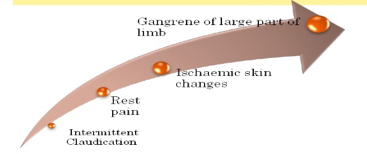 Gangrene of large part of
limb
Ischaemic skin
changes
Rest
pain
Intermittent
Claudication